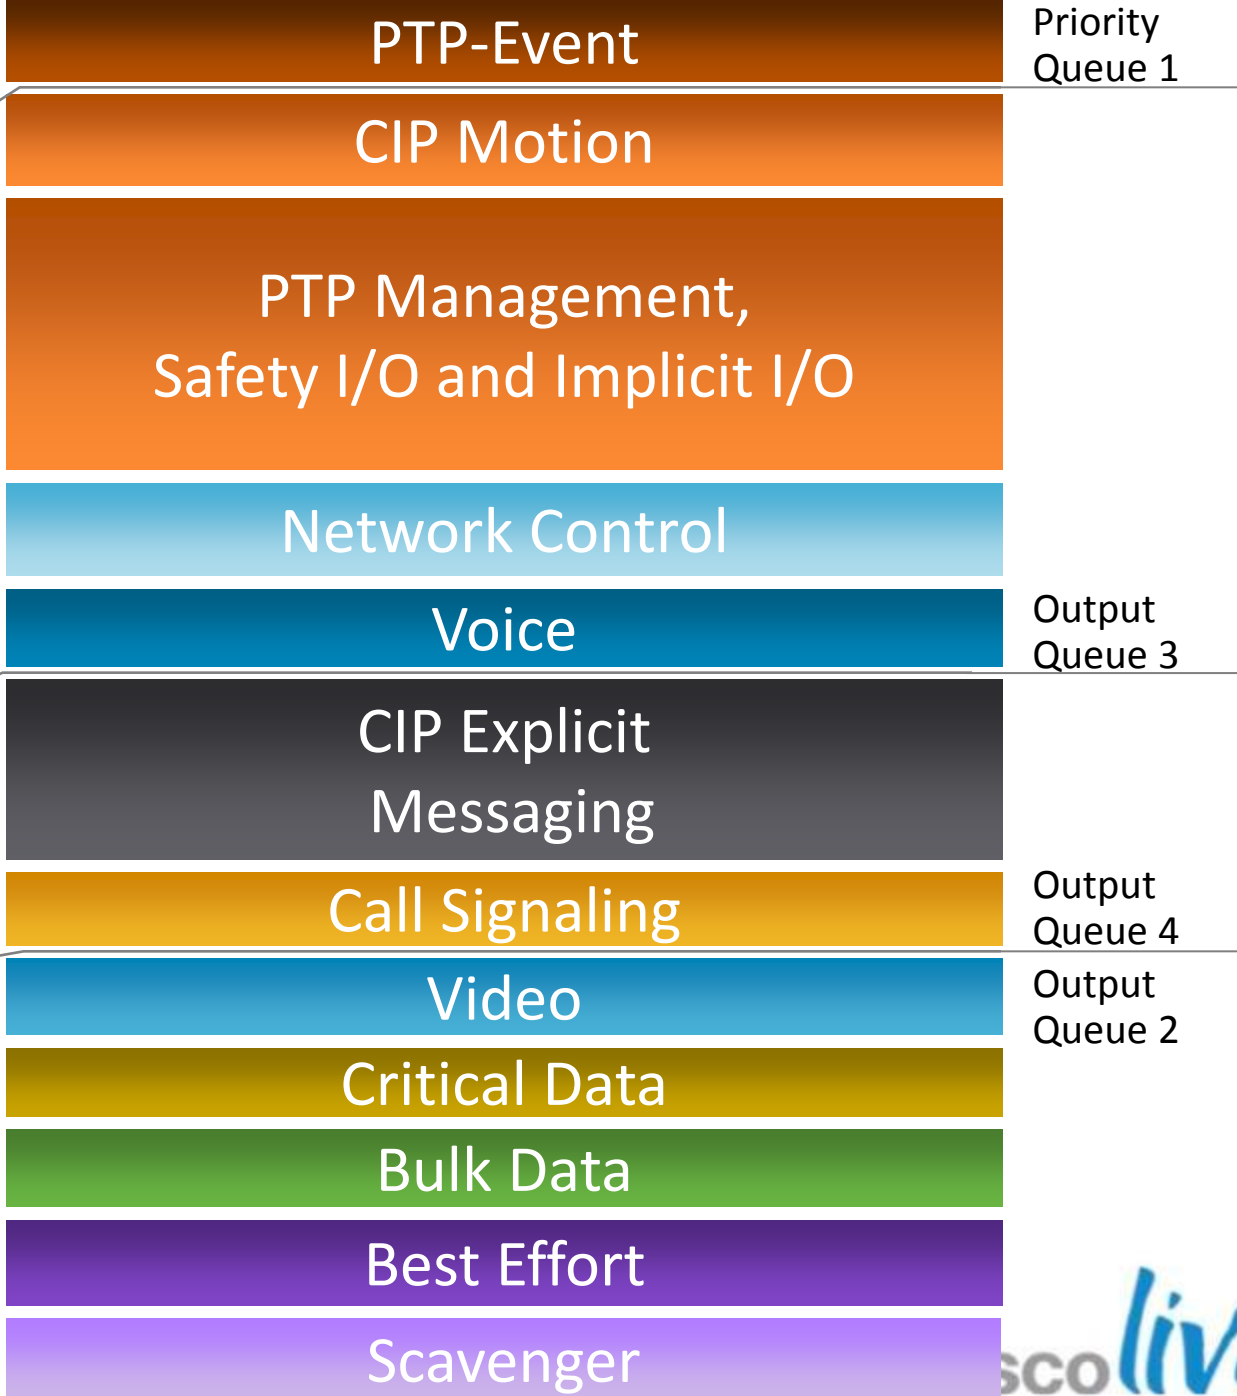 PTP-Event
Priority
Queue 1
CIP Motion
PTP Management,
Safety I/O and Implicit I/O
Network Control
Voice
Output
Queue 3
CIP Explicit
Messaging
Call Signaling
Output
Queue 4
Video
Output
Queue 2
Critical Data
Bulk Data
Best Effort
Scavenger